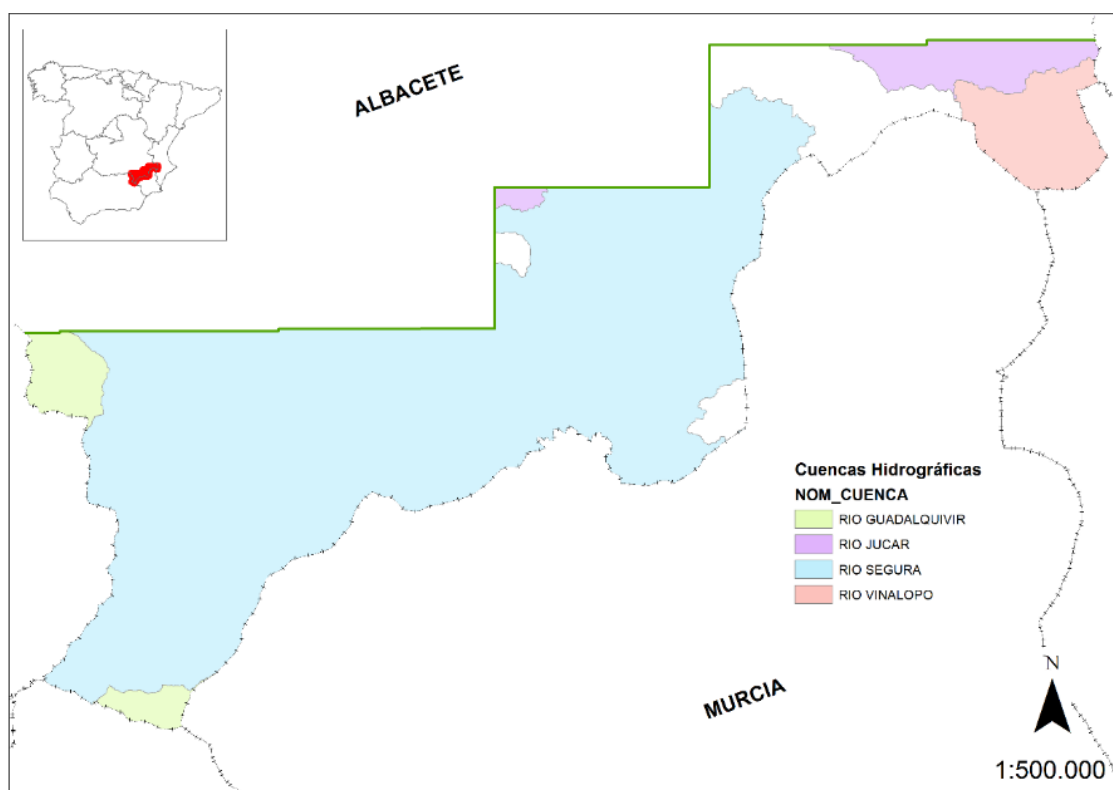 ALBACETE
Cuencas Hidrográficas
NOM_CUENCA
RIO GUADALQUIVIR
RIO JUCAR
RIO SEGURA
RIO VINALOPO
MURCIA
N
1:500.000